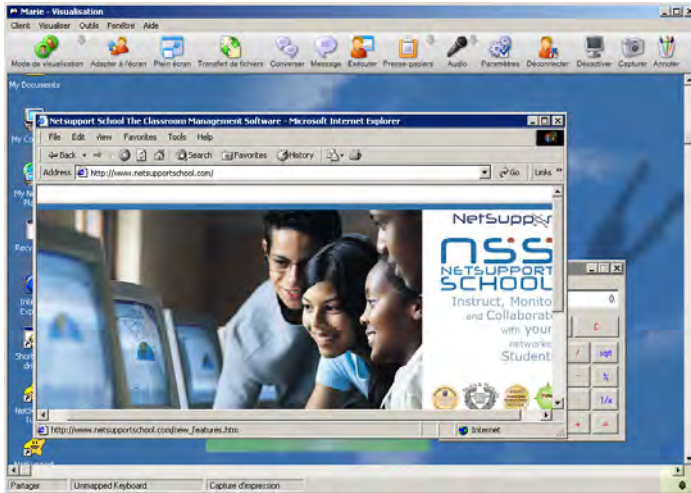 Marie - Visualisation
Client Visualiser Outils Fenêtre Aide
Mode de visualisation Adapter à l'écran Plein écran Transfert de fichiers Converser Message Exécuter Presse-papiers Audio Paramètres Déconnecter Désactiver Capturer Annoter
My Documents
Netsupport School The Classroom Management Software - Microsoft Internet Explorer
File Edit View Favorites Tools Help
Back Search Favorites History
Address http://www.netsupportschool.com/ Go Links »
NetSuppor
nss
NETSUPPORT
SCHOOL
Instruct, Monito
and Collaborat
with your
networke
Student
0.
C
/ sqrt
%
1/x
+ =
http://www.netsupportschool.com/new_features.htm Internet
Partager Unmapped Keyboard Capture d'impression